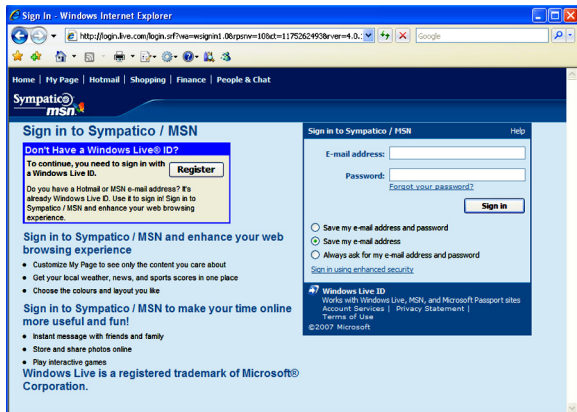 Sign In - Windows Internet Explorer
http://login.live.com/login.srf?wa=wsignin1.0&rpsnv=10&ct=1175262493&rver=4.0.
Google
Home | My Page | Hotmail | Shopping | Finance | People & Chat
Sympatico
msn
Sign in to Sympatico / MSN
Don't Have a Windows Live® ID?
To continue, you need to sign in with
a Windows Live ID.
Register
Do you have a Hotmail or MSN e-mail address? It's
already Windows Live ID. Use it to sign in! Sign in to
Sympatico / MSN and enhance your web browsing
experience.
Sign in to Sympatico / MSN and enhance your web
browsing experience
• Customize My Page to see only the content you care about
• Get your local weather, news, and sports scores in one place
• Choose the colours and layout you like
Sign in to Sympatico / MSN to make your time online
more useful and fun!
• Instant message with friends and family
• Store and share photos online
• Play interactive games
Windows Live is a registered trademark of Microsoft®
Corporation.
Sign in to Sympatico / MSN
Help
E-mail address:
Password:
Forgot your password?
Sign in
Save my e-mail address and password
Save my e-mail address
Always ask for my e-mail address and password
Sign in using enhanced security
Windows Live ID
Works with Windows Live, MSN, and Microsoft Passport sites
Account Services | Privacy Statement |
Terms of Use
©2007 Microsoft